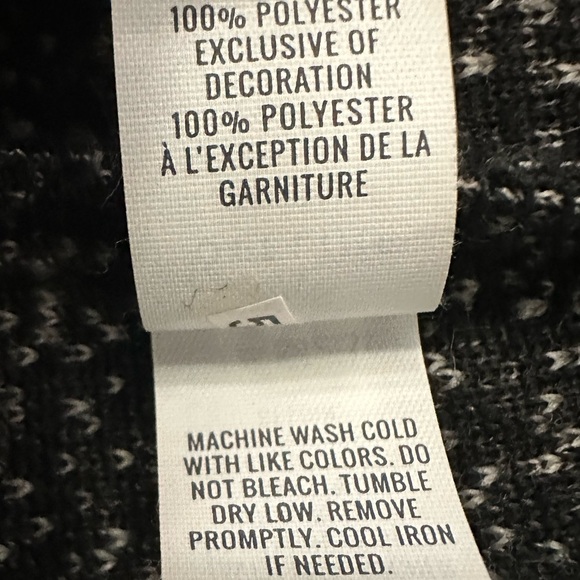 100% POLYESTER
EXCLUSIVE OF
DECORATION
100% POLYESTER
À L'EXCEPTION DE LA
GARNITURE
MACHINE WASH COLD
WITH LIKE COLORS. DO
NOT BLEACH. TUMBLE
DRY LOW. REMOVE
PROMPTLY. COOL IRON
IF NEEDED.